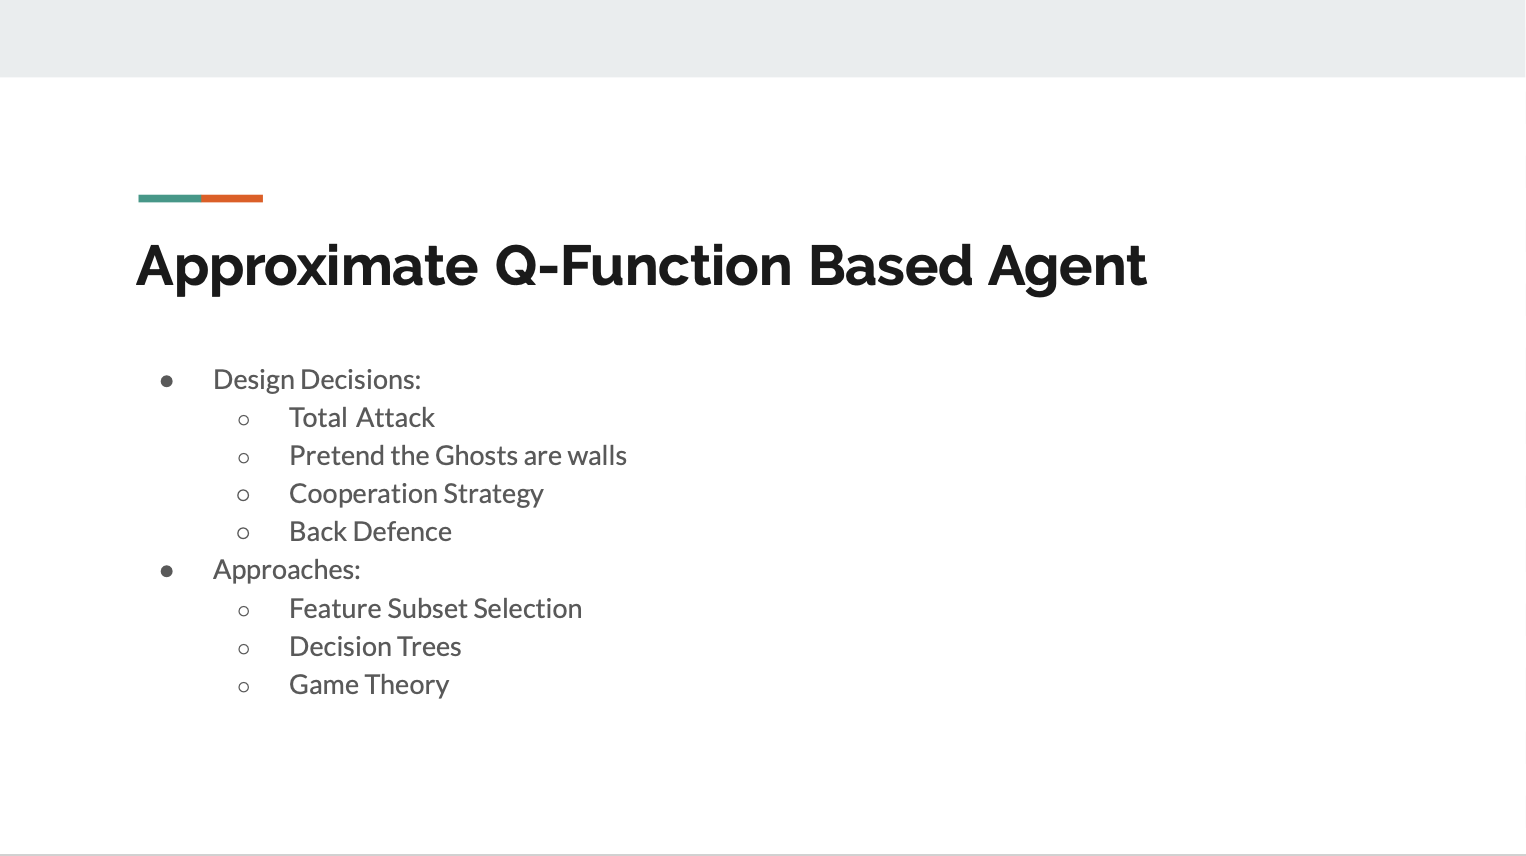 Approximate Q-Function Based Agent
● Design Decisions:
○ Total Attack
○ Pretend the Ghosts are walls
○ Cooperation Strategy
○ Back Defence
● Approaches:
○ Feature Subset Selection
○ Decision Trees
○ Game Theory